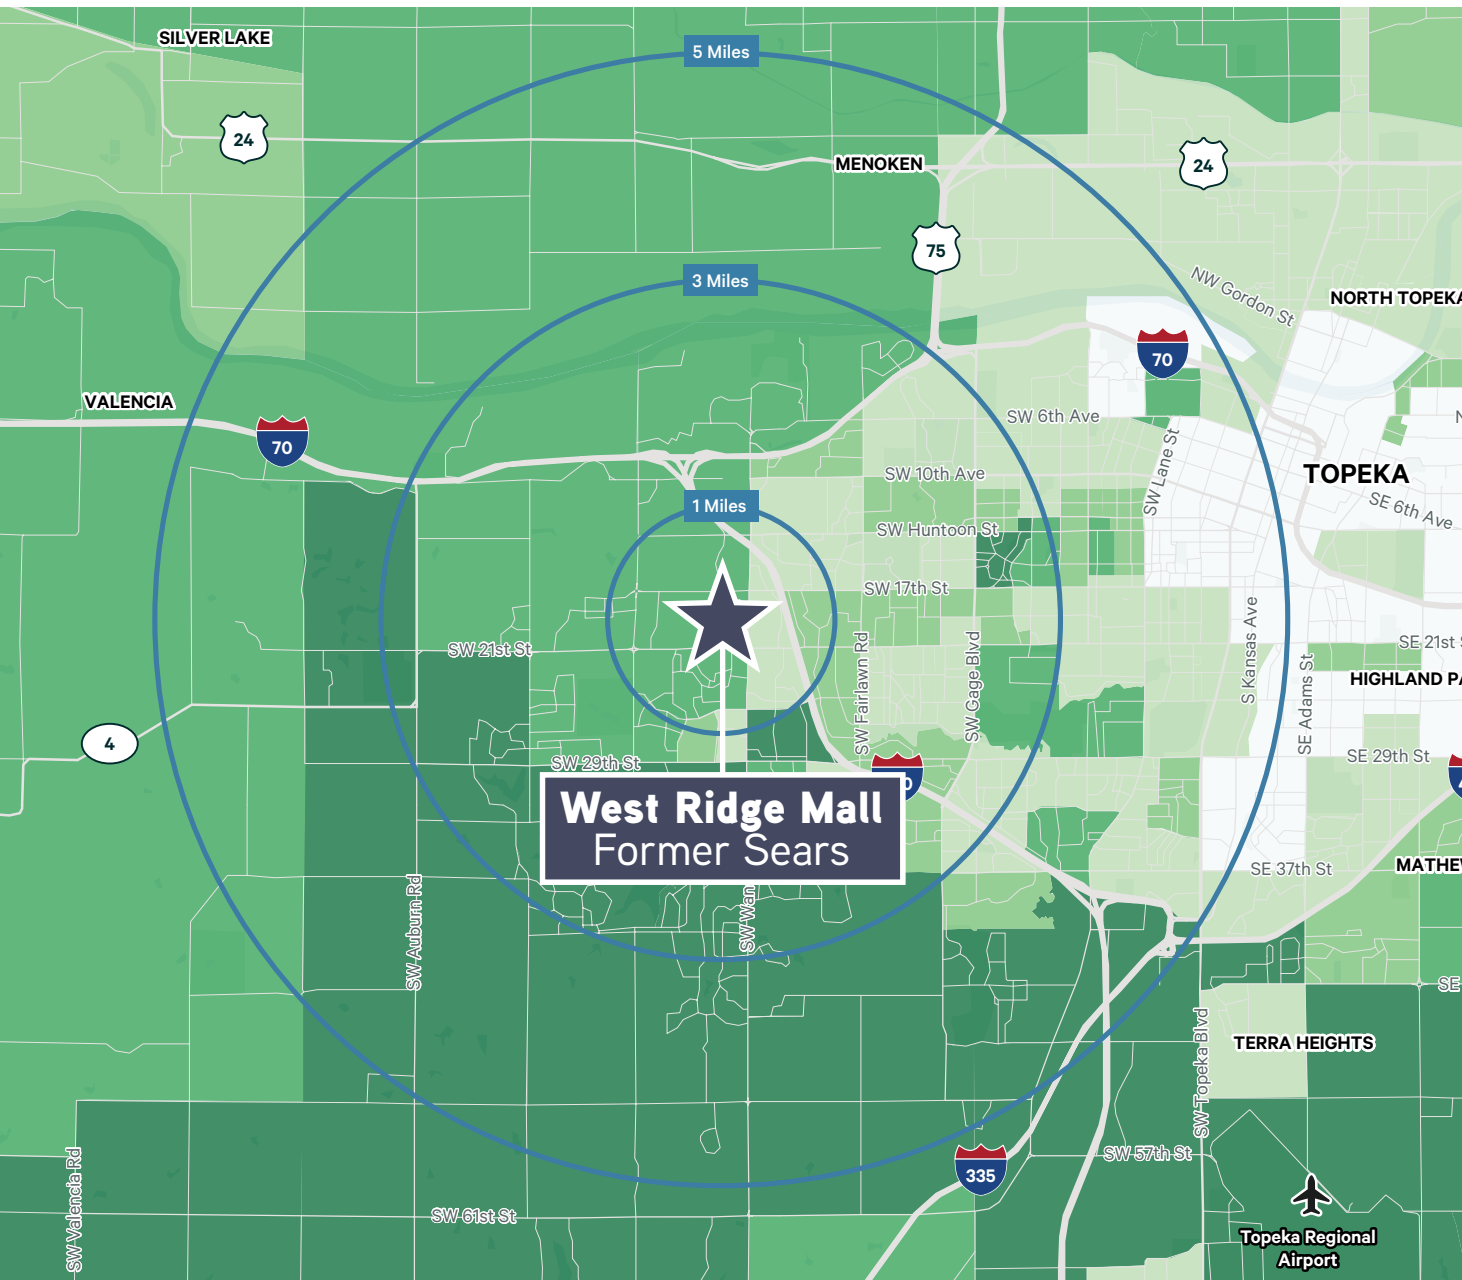 SILVER LAKE
5 Miles
24
MENOKEN
24
75
3 Miles
NW Gordon St
NORTH TOPEKA
70
VALENCIA
SW 6th Ave
70
SW 10th Ave
SW Lane St
TOPEKA
SE 6th Ave
1 Miles
SW Huntoon St
SW 17th St
SW 21st St
SW Fairlawn Rd
SW Gage Blvd
S Kansas Ave
SE Adams St
SE 21st
HIGHLAND
4
SW 29th St
SE 29th St
West Ridge Mall
Former Sears
SE 37th St
SW Auburn Rd
SW
SE
SW Topeka Blvd
TERRA HEIGHTS
SW Valencia Rd
SW 57th St
335
SW 61st St
Topeka Regional
Airport